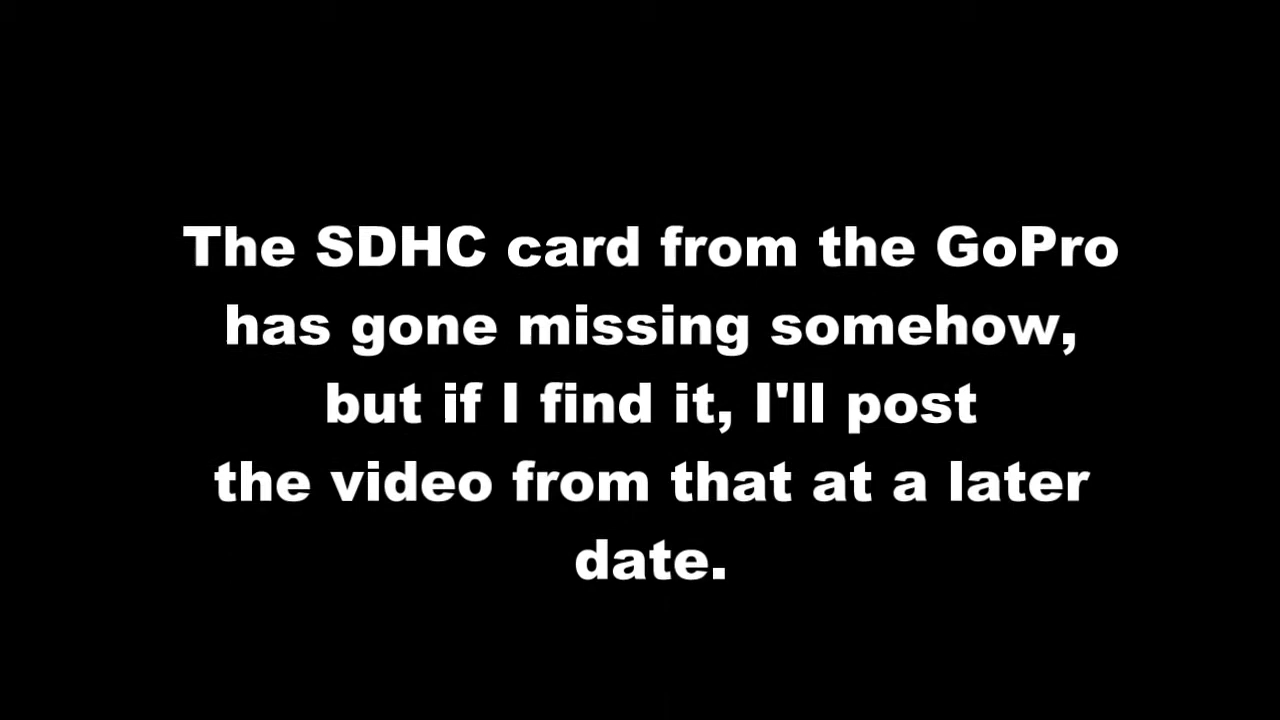 The SDHC card from the GoPro
has gone missing somehow,
but if I find it, I'll post
the video from that at a later
date.